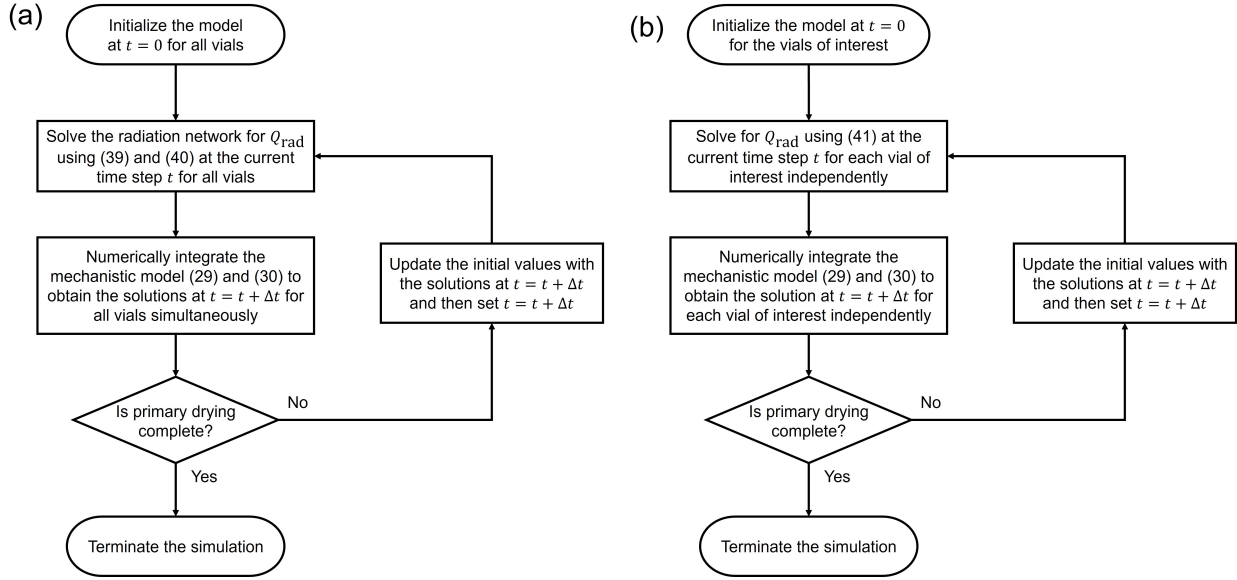 (a)
Initialize the model
at 𝑡 = 0 for all vials
Solve the radiation network for 𝑄rad
using (39) and (40) at the current
time step 𝑡 for all vials
Numerically integrate the
mechanistic model (29) and (30) to
obtain the solutions at 𝑡 = 𝑡 + Δ𝑡 for
all vials simultaneously
Update the initial values with
the solutions at 𝑡 = 𝑡 + Δ𝑡
and then set 𝑡 = 𝑡 + Δ𝑡
Is primary drying
complete?
No
Yes
Terminate the simulation
(b)
Initialize the model at 𝑡 = 0
for the vials of interest
Solve for 𝑄rad using (41) at the
current time step 𝑡 for each vial of
interest independently
Numerically integrate the
mechanistic model (29) and (30) to
obtain the solution at 𝑡 = 𝑡 + Δ𝑡 for
each vial of interest independently
Update the initial values with
the solutions at 𝑡 = 𝑡 + Δ𝑡
and then set 𝑡 = 𝑡 + Δ𝑡
Is primary drying
complete?
No
Yes
Terminate the simulation